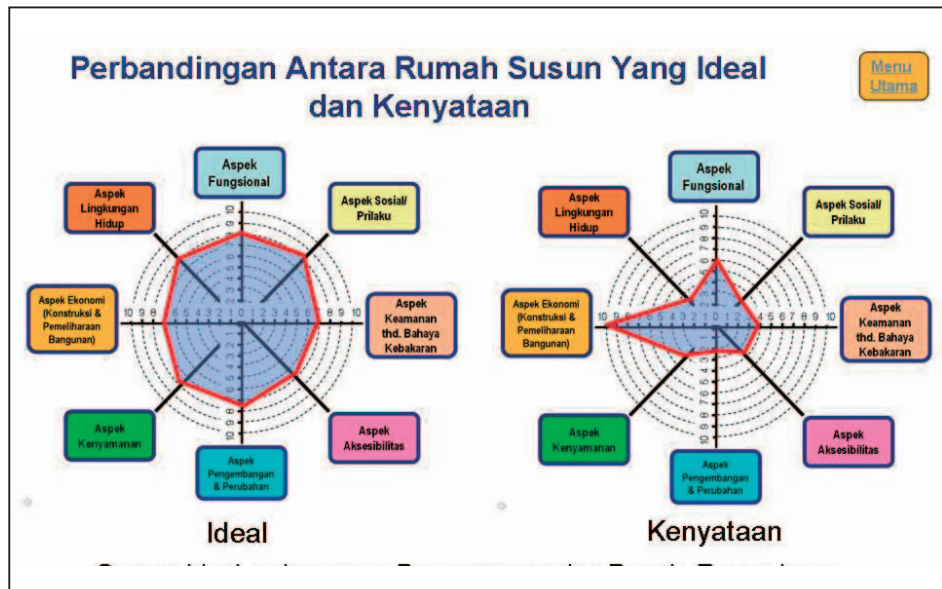 Perbandingan Antara Rumah Susun Yang Ideal
dan Kenyataan
Menu
Utama
Aspek
Fungsional
Aspek
Lingkungan
Hidup
Aspek Sosial/
Prilaku
Aspek Ekonomi
(Konstruksi &
Pemeliharaan
Bangunan)
Aspek
Keamanan
thd. Bahaya
Kebakaran
Aspek
Kenyamanan
Aspek
Aksesibilitas
Aspek
Pengembangan
& Perubahan
Ideal
Aspek
Fungsional
Aspek
Lingkungan
Hidup
Aspek Sosial/
Prilaku
Aspek Ekonomi
(Konstruksi &
Pemeliharaan
Bangunan)
Aspek
Keamanan
thd. Bahaya
Kebakaran
Aspek
Kenyamanan
Aspek
Aksesibilitas
Aspek
Pengembangan
& Perubahan
Kenyataan